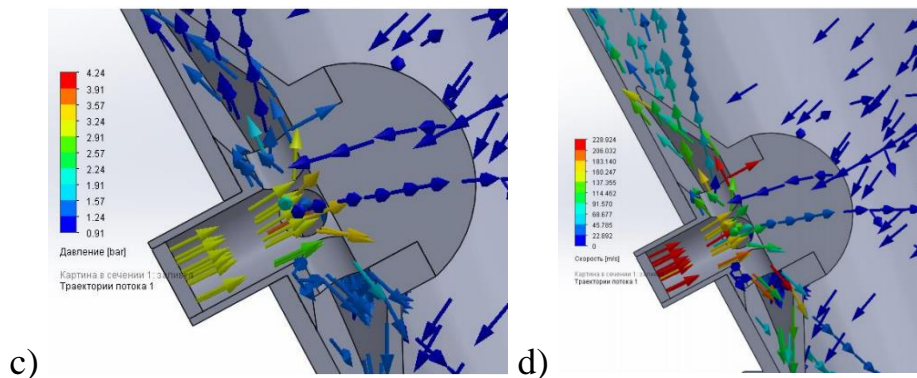 4.24
3.91
3.57
3.24
2.91
2.57
2.24
1.91
1.57
1.24
0.91
Давление [bar]
Картина в сечении 1: заливка
Траектории потока 1
c)
228.924
206.032
183.140
160.247
137.355
114.462
91.570
68.677
45.785
22.892
0
Скорость [m/s]
Картина в сечении 1: заливка
Траектории потока 1
d)